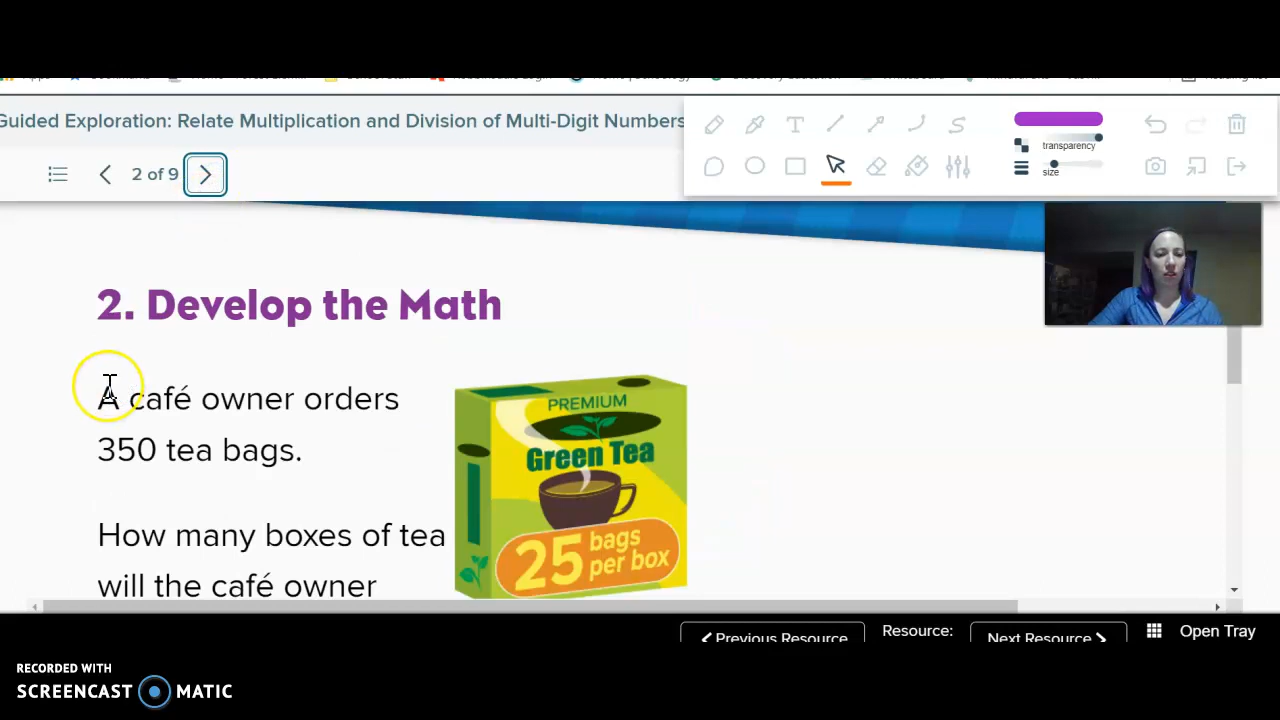 Guided Exploration: Relate Multiplication and Division of Multi-Digit Numbers
2 of 9
transparency
size
2. Develop the Math
A café owner orders
350 tea bags.
How many boxes of tea
will the café owner
PREMIUM
Green Tea
25 bags per box
Previous Resource
Resource:
Next Resource
Open Tray
RECORDED WITH
SCREENCAST MATIC